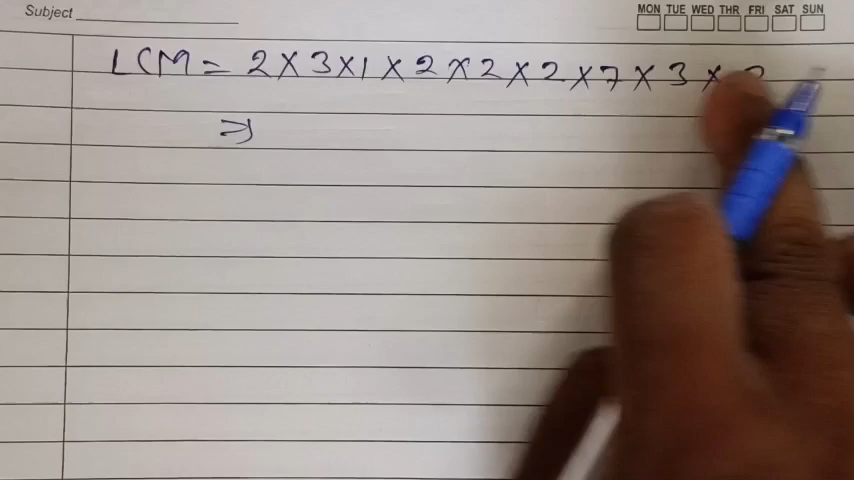 Subject
MON TUE WED THR FRI SAT SUN
LCM = 2 × 3 × 1 × 2 × 2 × 2 × 7 × 3 ×
⇒